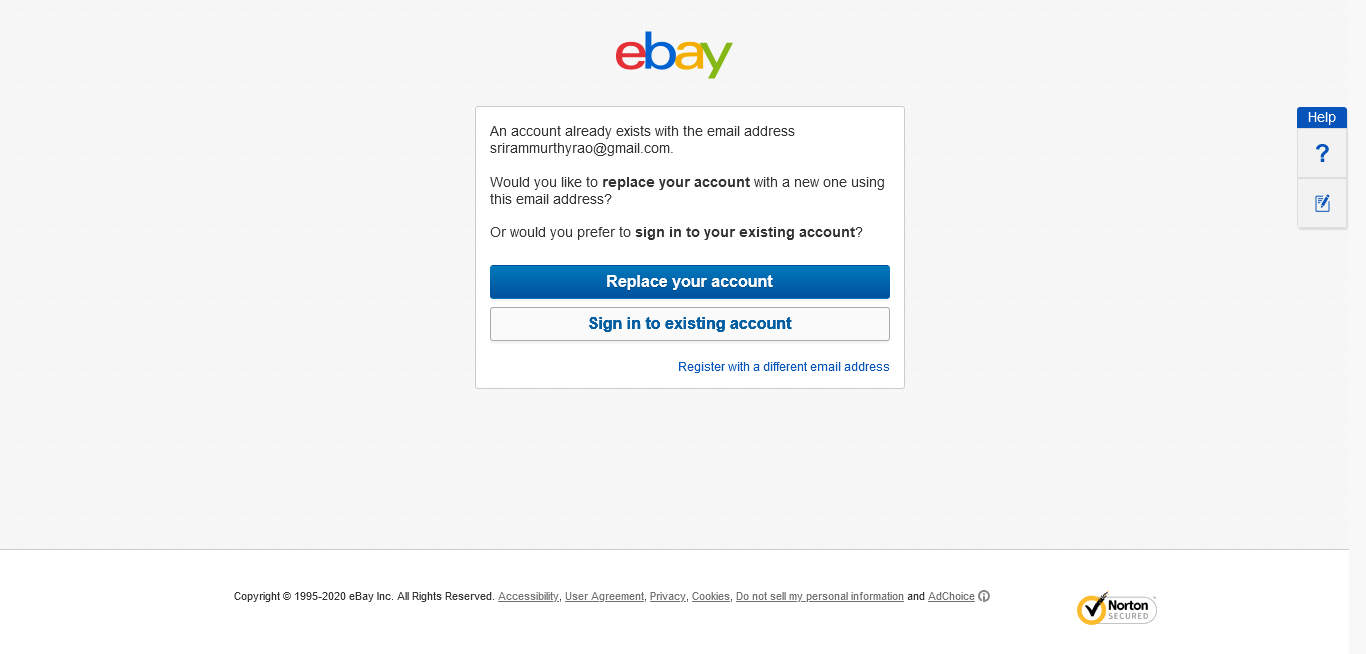 ebay
An account already exists with the email address
srirammurthyrao@gmail.com.
Would you like to replace your account with a new one using
this email address?
Or would you prefer to sign in to your existing account?
Replace your account
Sign in to existing account
Register with a different email address
Help
?
Copyright © 1995-2020 eBay Inc. All Rights Reserved. Accessibility, User Agreement, Privacy, Cookies, Do not sell my personal information and AdChoice
Norton
SECURED